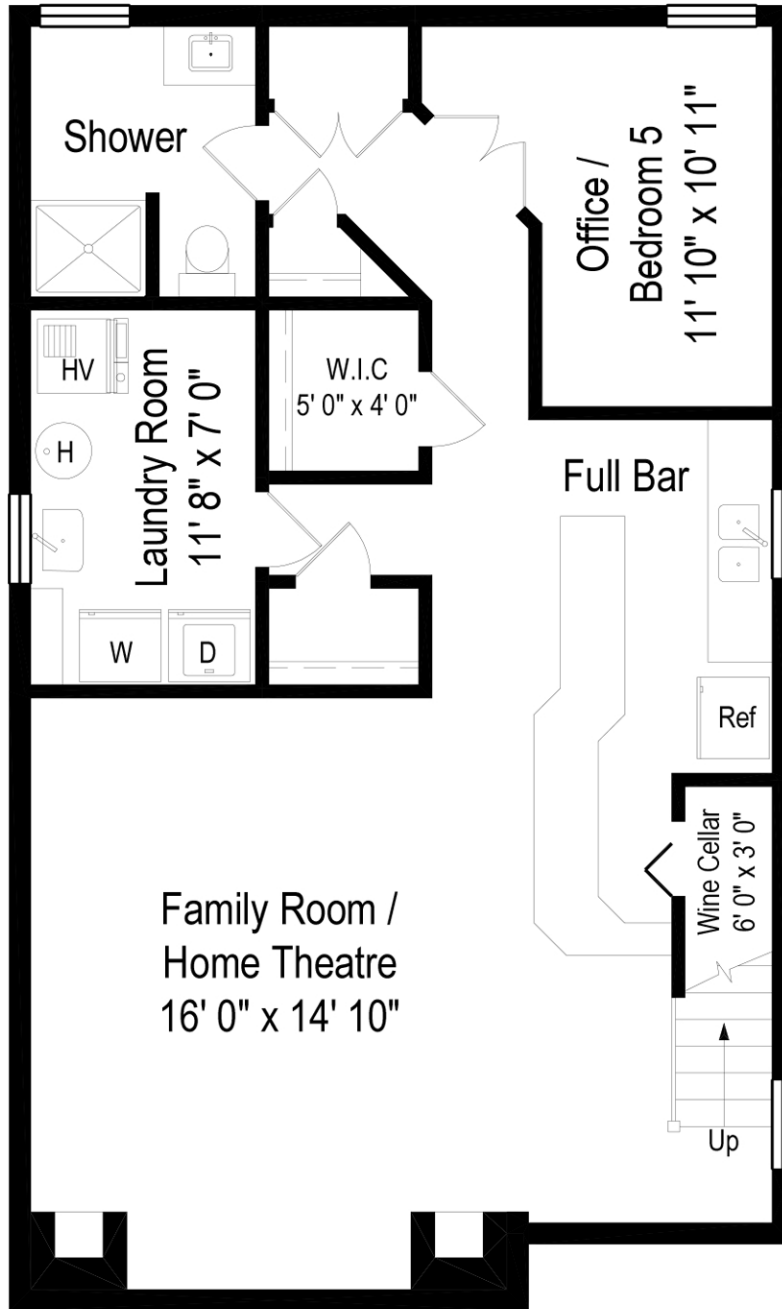 Shower
Office /
Bedroom 5
11' 10" x 10' 11"
HV
H
Laundry Room
11' 8" x 7' 0"
W.I.C
5' 0" x 4' 0"
Full Bar
W
D
Ref
Wine Cellar
6' 0" x 3' 0"
Family Room /
Home Theatre
16' 0" x 14' 10"
Up